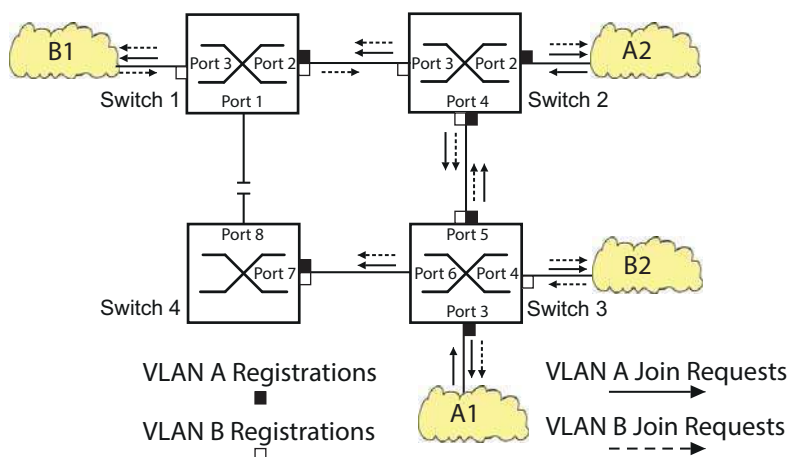 B1
Port 3
Port 2
Port 1
Switch 1
Port 3
Port 2
Port 4
Switch 2
A2
Port 8
Port 7
Switch 4
Port 5
Port 6
Port 4
Port 3
Switch 3
B2
A1
VLAN A Registrations
VLAN B Registrations
VLAN A Join Requests
VLAN B Join Requests